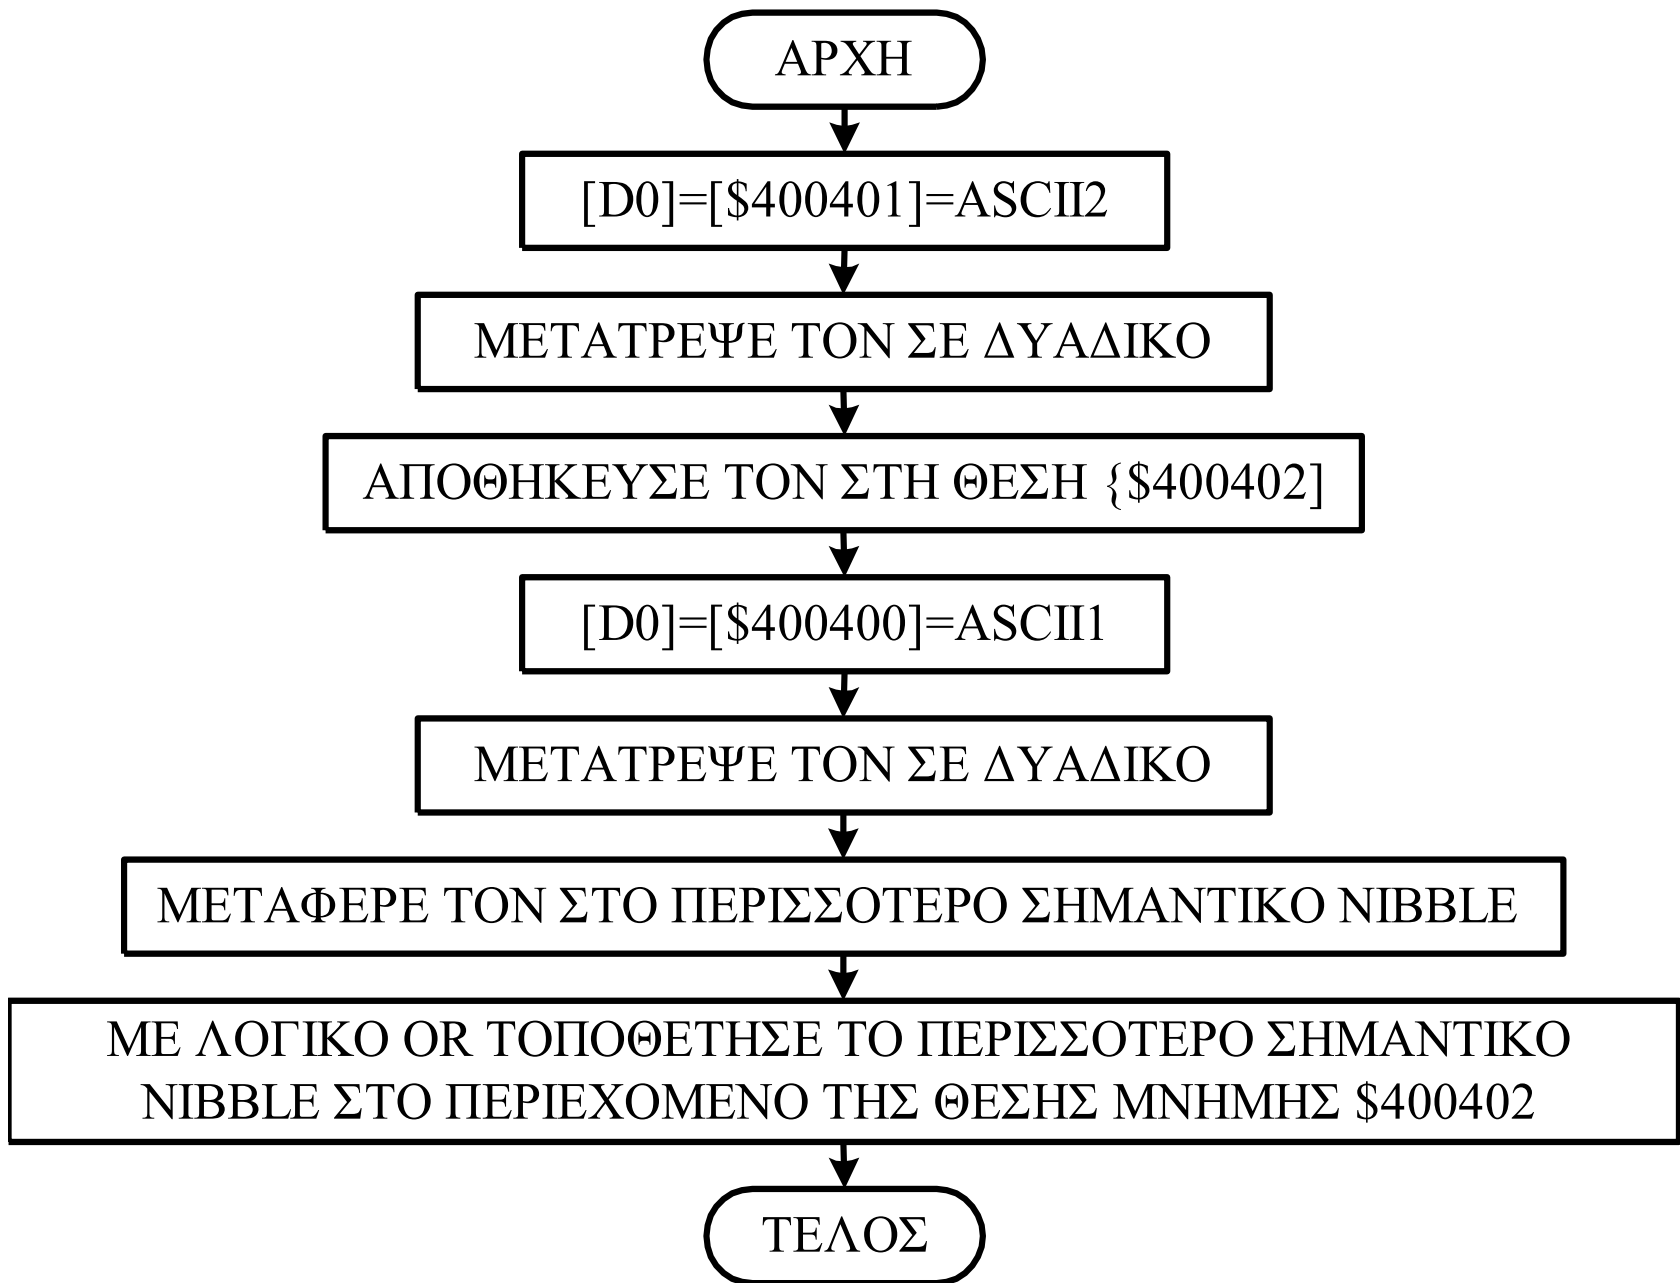 ΑΡΧΗ
[D0]=[$400401]=ASCII2
ΜΕΤΑΤΡΕΨΕ ΤΟΝ ΣΕ ΔΥΑΔΙΚΟ
ΑΠΟΘΗΚΕΥΣΕ ΤΟΝ ΣΤΗ ΘΕΣΗ {$400402]
[D0]=[$400400]=ASCII1
ΜΕΤΑΤΡΕΨΕ ΤΟΝ ΣΕ ΔΥΑΔΙΚΟ
ΜΕΤΑΦΕΡΕ ΤΟΝ ΣΤΟ ΠΕΡΙΣΣΟΤΕΡΟ ΣΗΜΑΝΤΙΚΟ NIBBLE
ΜΕ ΛΟΓΙΚΟ OR ΤΟΠΟΘΕΤΗΣΕ ΤΟ ΠΕΡΙΣΣΟΤΕΡΟ ΣΗΜΑΝΤΙΚΟ
NIBBLE ΣΤΟ ΠΕΡΙΕΧΟΜΕΝΟ ΤΗΣ ΘΕΣΗΣ ΜΝΗΜΗΣ $400402
ΤΕΛΟΣ